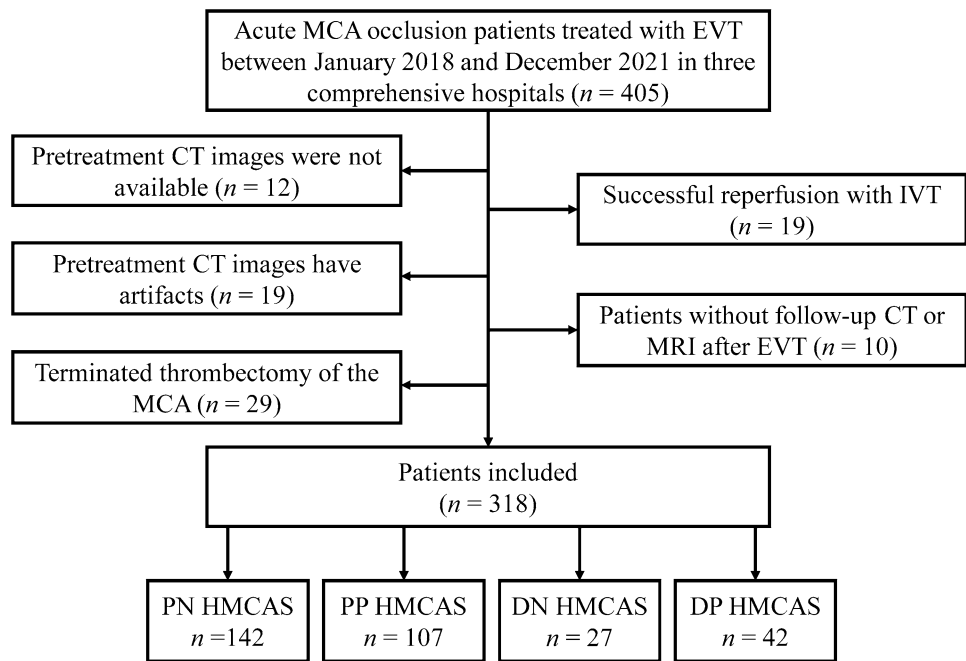 Acute MCA occlusion patients treated with EVT
between January 2018 and December 2021 in three
comprehensive hospitals (n = 405)
Pretreatment CT images were not
available (n = 12)
Successful reperfusion with IVT
(n = 19)
Pretreatment CT images have
artifacts (n = 19)
Patients without follow-up CT or
MRI after EVT (n = 10)
Terminated thrombectomy of the
MCA (n = 29)
Patients included
(n = 318)
PN HMCAS
n =142
PP HMCAS
n = 107
DN HMCAS
n = 27
DP HMCAS
n = 42